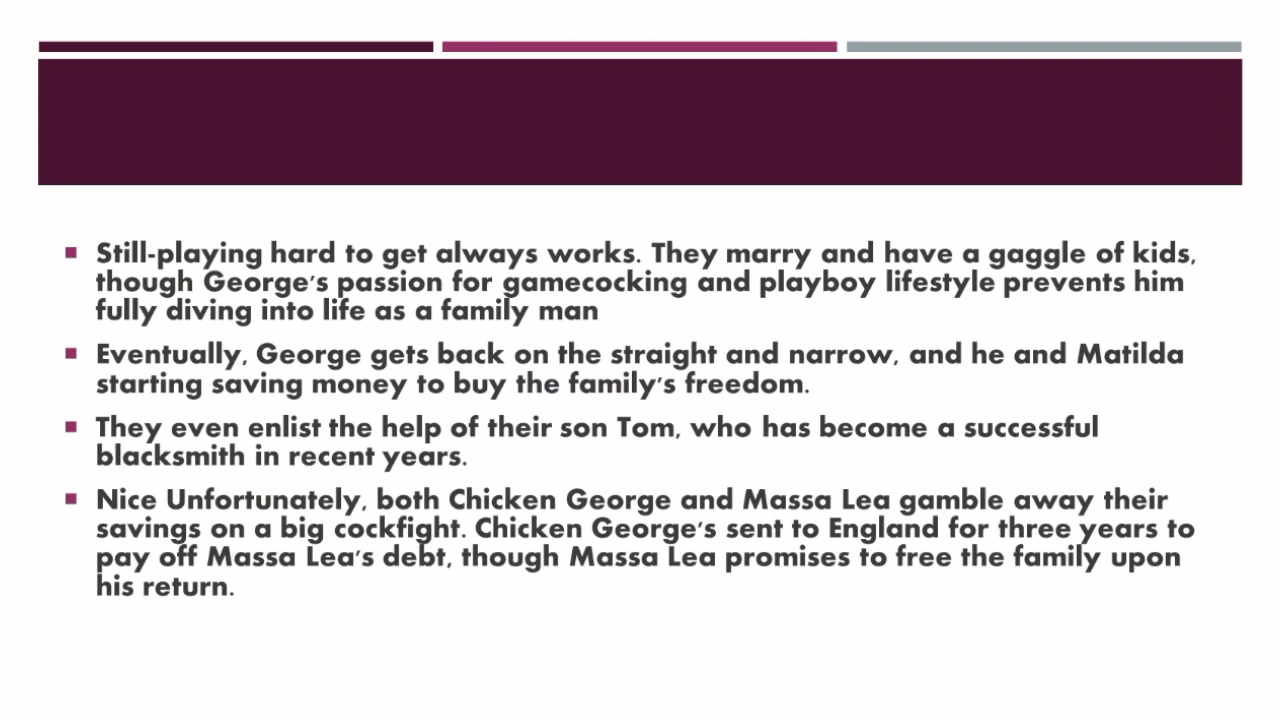 Still-playing hard to get always works. They marry and have a gaggle of kids,
though George's passion for gamecocking and playboy lifestyle prevents him
fully diving into life as a family man
Eventually, George gets back on the straight and narrow, and he and Matilda
starting saving money to buy the family's freedom.
They even enlist the help of their son Tom, who has become a successful
blacksmith in recent years.
Nice Unfortunately, both Chicken George and Massa Lea gamble away their
savings on a big cockfight. Chicken George's sent to England for three years to
pay off Massa Lea's debt, though Massa Lea promises to free the family upon
his return.